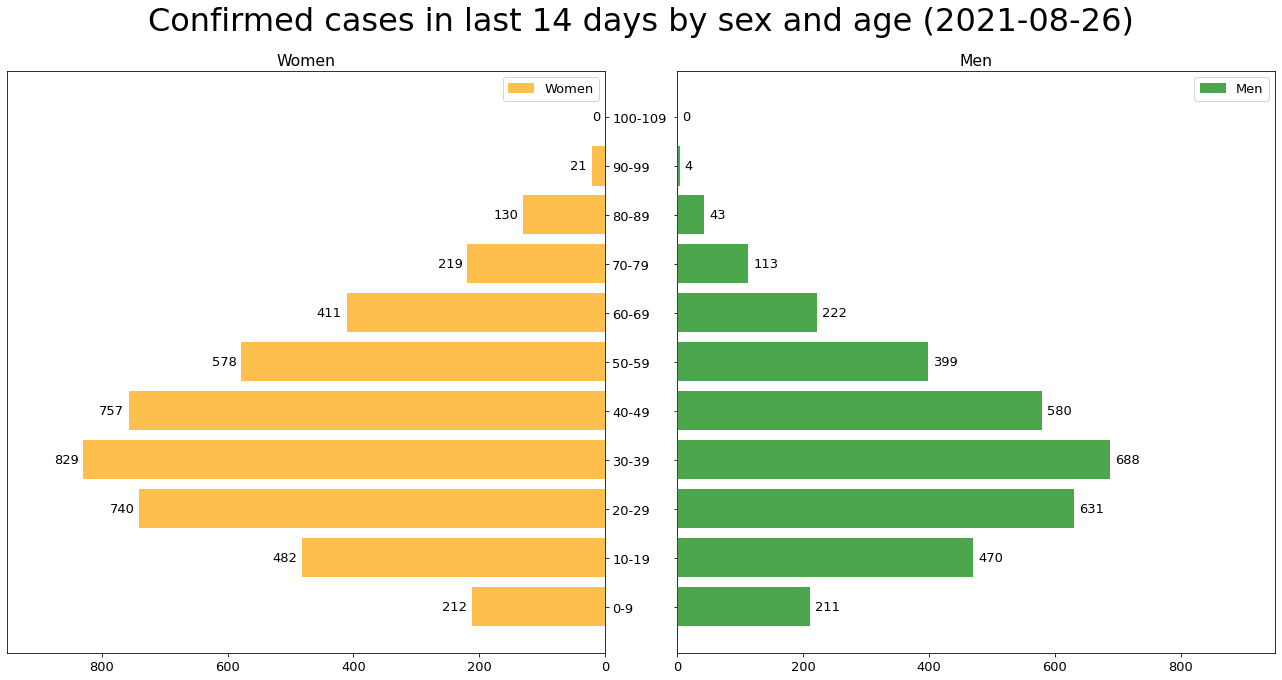 Confirmed cases in last 14 days by sex and age (2021-08-26)
Women
Men
Women
Men
0 100-109 0
21 90-99 4
130 80-89 43
219 70-79 113
411 60-69 222
578 50-59 399
757 40-49 580
829 30-39 688
740 20-29 631
482 10-19 470
212 0-9 211
800 600 400 200 0
0 200 400 600 800